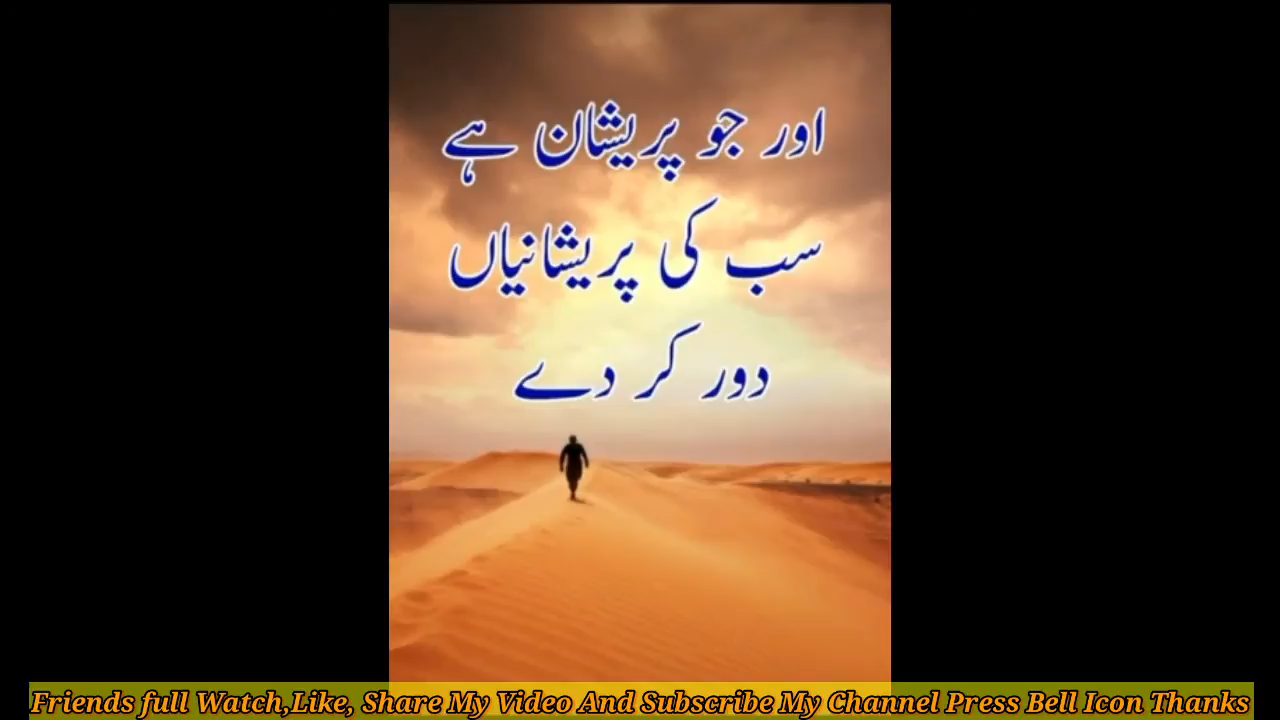 اور جو پریشان ہے
سب کی پریشانیاں
دور کر دے
Friends full Watch,Like, Share My Video And Subscribe My Channel Press Bell Icon Thanks